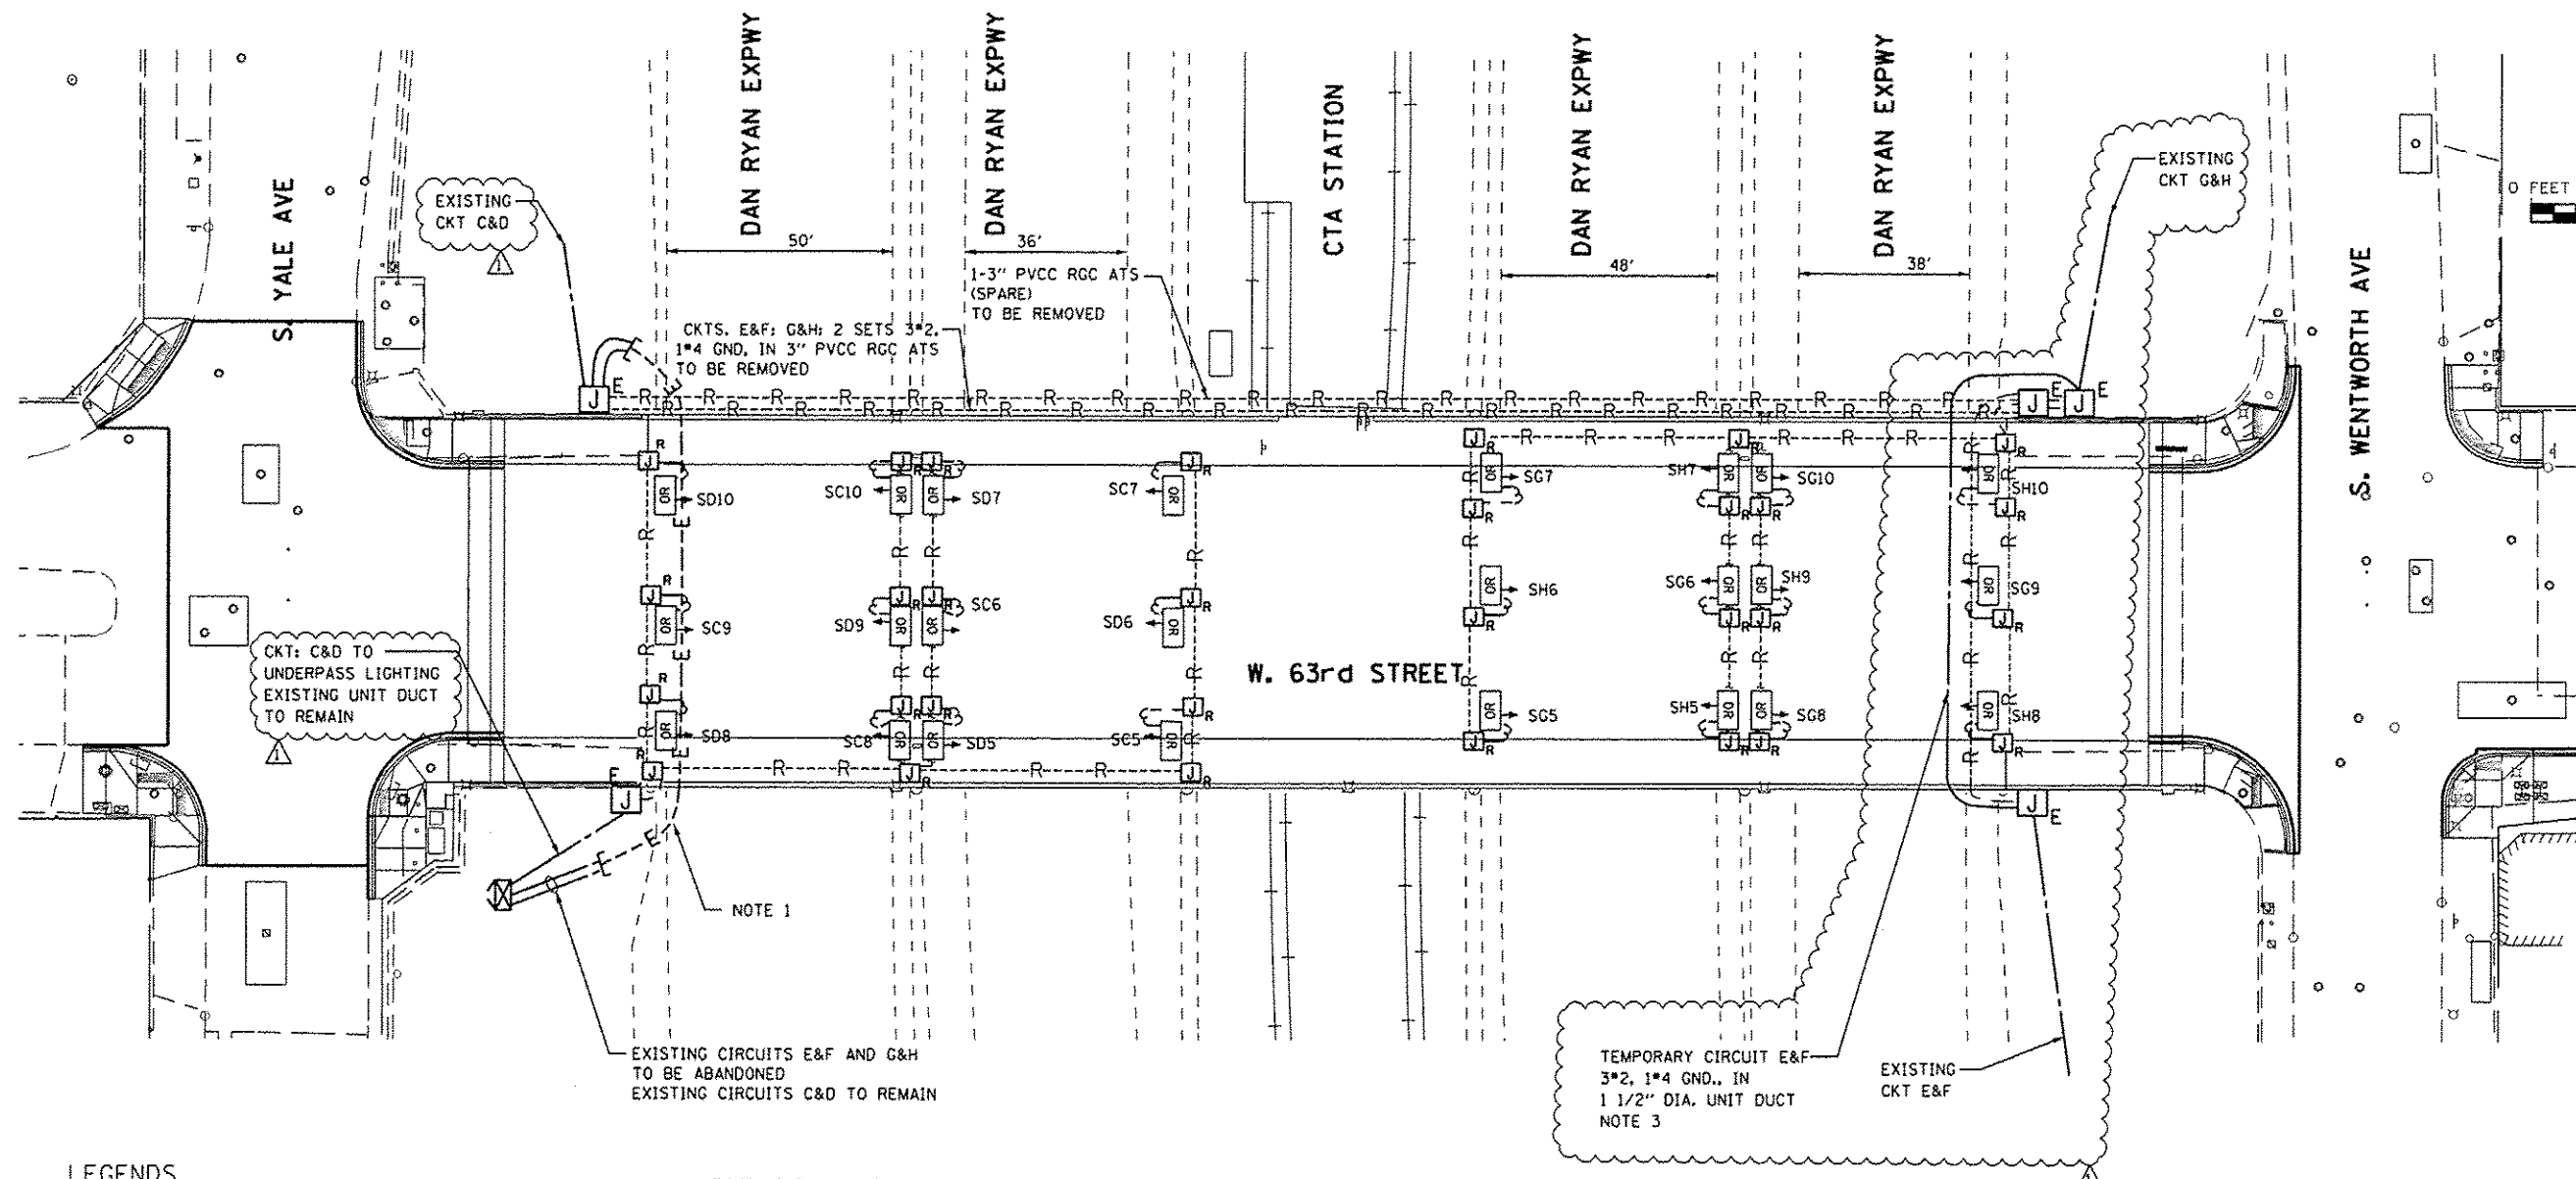 DAN RYAN EXPWY
DAN RYAN EXPWY
CTA STATION
DAN RYAN EXPWY
DAN RYAN EXPWY
S. YALE AVE
S. WENTWORTH AVE
EXISTING
CKT C&D
1
50'
36'
48'
38'
EXISTING
CKT G&H
0 FEET
1-3" PVCC RGC ATS
(SPARE)
TO BE REMOVED
CKTS. E&F; G&H; 2 SETS 3#2,
1#4 GND, IN 3" PVCC RGC ATS
TO BE REMOVED
J E
J E
J E
R R R R R R R R R R R R R R R R R R R R
SD10
SC10
SD7
SC7
SG7
SH7
SG10
SH10
SC9
SD9
SC6
SD6
SH6
SG6
SH9
SG9
W. 63rd STREET
SD8
SC8
SD5
SC5
SG5
SH5
SG8
SH8
CKT: C&D TO
UNDERPASS LIGHTING
EXISTING UNIT DUCT
TO REMAIN
1
R R R R
J E
J E
NOTE 1
EXISTING CIRCUITS E&F AND G&H
TO BE ABANDONED
EXISTING CIRCUITS C&D TO REMAIN
TEMPORARY CIRCUIT E&F
3#2, 1#4 GND., IN
1 1/2" DIA. UNIT DUCT
NOTE 3
EXISTING
CKT E&F
LEGENDS